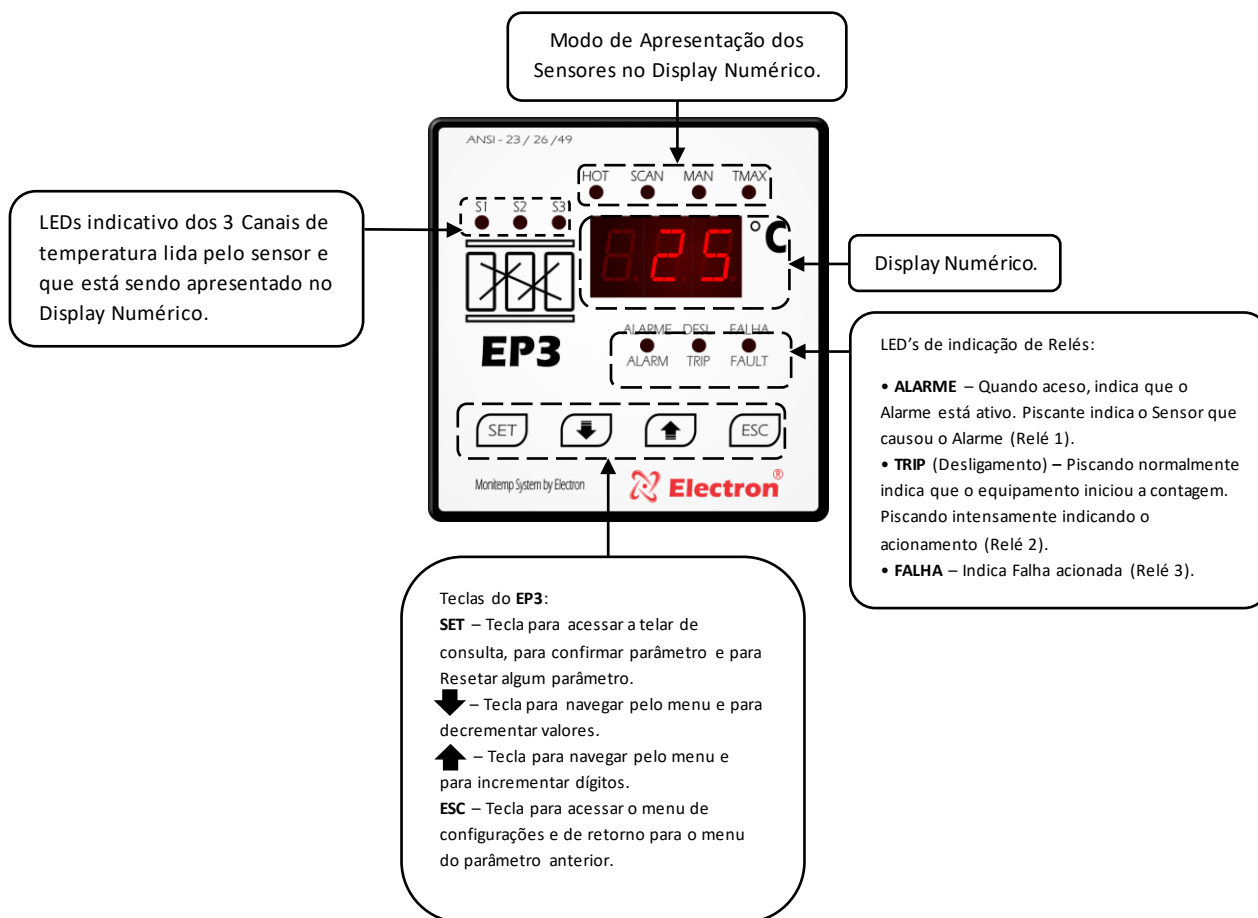 Modo de Apresentação dos
Sensores no Display Numérico.
ANSI - 23 / 26 /49
HOT SCAN MAN TMAX
S1 S2 S3
25
°C
LEDs indicativo dos 3 Canais de
temperatura lida pelo sensor e
que está sendo apresentado no
Display Numérico.
Display Numérico.
EP3
ALARME DESL FALHA
ALARM TRIP FAULT
SET
ESC
Monitemp System by Electron
Electron®
LED's de indicação de Relés:
• ALARME – Quando aceso, indica que o
Alarme está ativo. Piscante indica o Sensor que
causou o Alarme (Relé 1).
• TRIP (Desligamento) – Piscando normalmente
indica que o equipamento iniciou a contagem.
Piscando intensamente indicando o
acionamento (Relé 2).
• FALHA – Indica Falha acionada (Relé 3).
Teclas do EP3:
SET – Tecla para acessar a telar de
consulta, para confirmar parâmetro e para
Resetar algum parâmetro.
– Tecla para navegar pelo menu e para
decrementar valores.
– Tecla para navegar pelo menu e
para incrementar dígitos.
ESC – Tecla para acessar o menu de
configurações e de retorno para o menu
do parâmetro anterior.